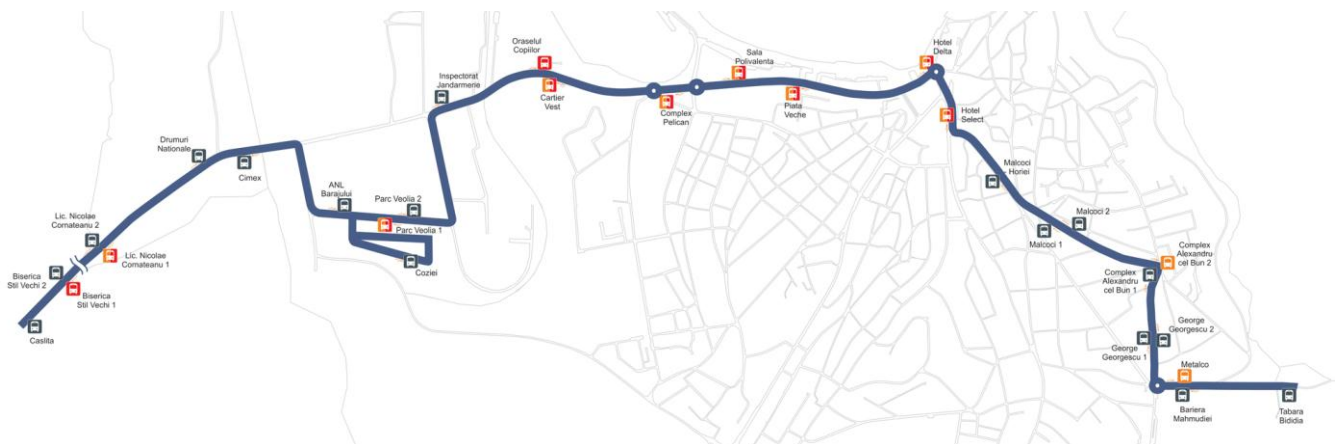 Oraselul
Copiilor
Inspectorat
Jandarmerie
Cartier
Vest
Complex
Pelican
Sala
Polivalenta
Piata
Veche
Hotel
Delta
Hotel
Select
Drumuri
Nationale
Cimex
ANL
Barajului
Parc Veolia 2
Parc Veolia 1
Coziei
Lic. Nicolae
Cornateanu 2
Lic. Nicolae
Cornateanu 1
Biserica
Stil Vechi 2
Biserica
Stil Vechi 1
Caslita
Malcoci
- Horiei
Malcoci 2
Malcoci 1
Complex
Alexandru
cel Bun 2
Complex
Alexandru
cel Bun 1
George
Georgescu 2
George
Georgescu 1
Metalco
Bariera
Mahmudiei
Tabara
Bididia